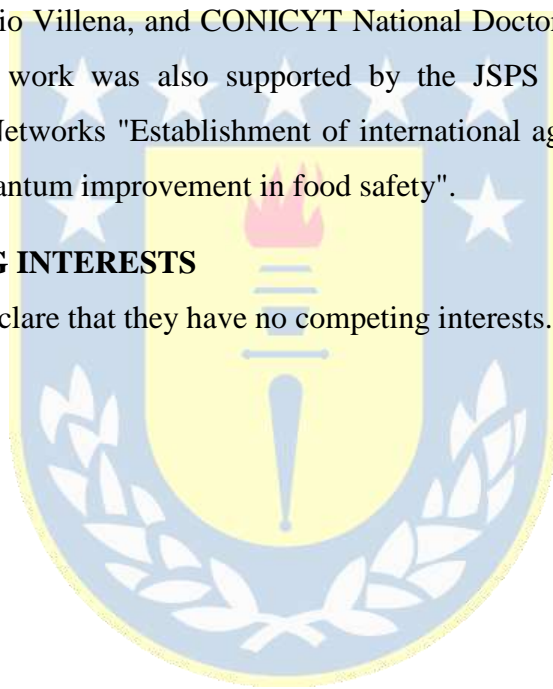 io Villena, and CONICYT National Doctor
work was also supported by the JSPS
Networks "Establishment of international ag
antum improvement in food safety".
G INTERESTS
clare that they have no competing interests.